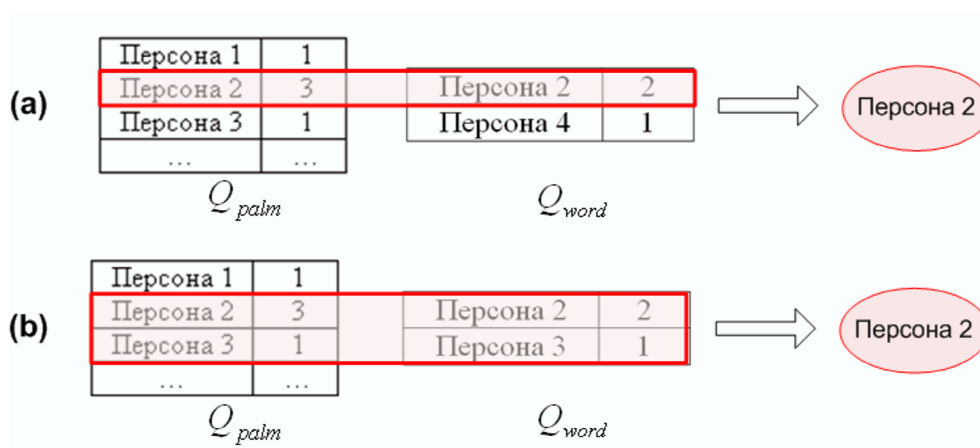 Персона 1 1
(a) Персона 2 3 Персона 2 2 Персона 2
Персона 3 1 Персона 4 1
... ...
Q palm Q word
Персона 1 1
(b) Персона 2 3 Персона 2 2 Персона 2
Персона 3 1 Персона 3 1
... ...
Q palm Q word